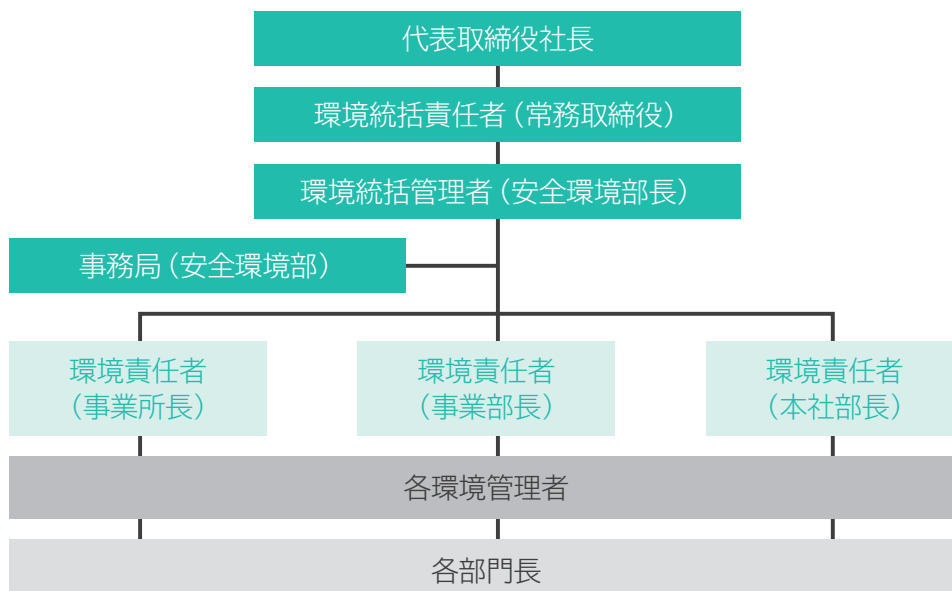 代表取締役社長
環境統括責任者（常務取締役）
環境統括管理者（安全環境部長）
事務局（安全環境部）
環境責任者
（事業所長）
環境責任者
（事業部長）
環境責任者
（本社部長）
各環境管理者
各部門長